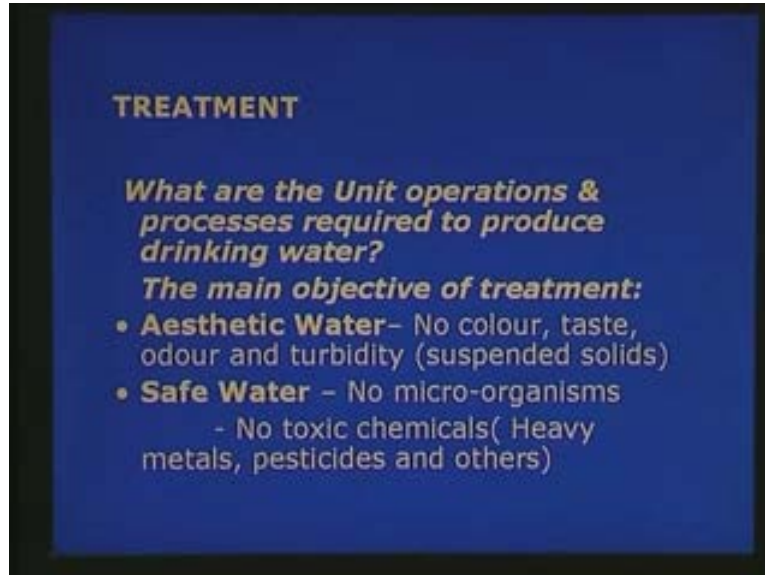 TREATMENT
What are the Unit operations &
processes required to produce
drinking water?
The main objective of treatment:
• Aesthetic Water– No colour, taste,
odour and turbidity (suspended solids)
• Safe Water – No micro-organisms
- No toxic chemicals( Heavy
metals, pesticides and others)